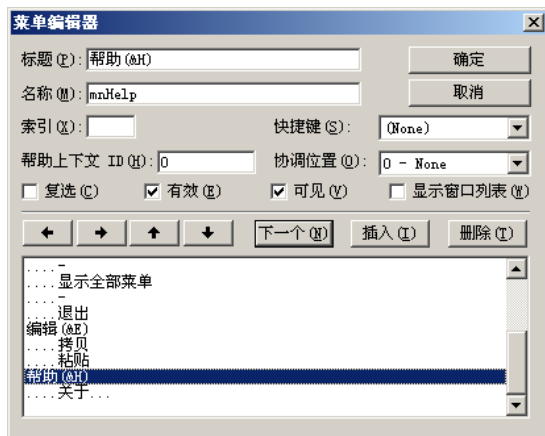 菜单编辑器
标题(P): 帮助(&H) 确定
名称(M): mnHelp 取消
索引(X): 快捷键(S): (None)
帮助上下文 ID(H): 0 协调位置(O): 0 - None
复选(C) 有效(E) 可见(V) 显示窗口列表(W)
下一个(N) 插入(I) 删除(T)
....-
....显示全部菜单
....-
....退出
编辑(&E)
....拷贝
....粘贴
帮助(&H)
....关于...